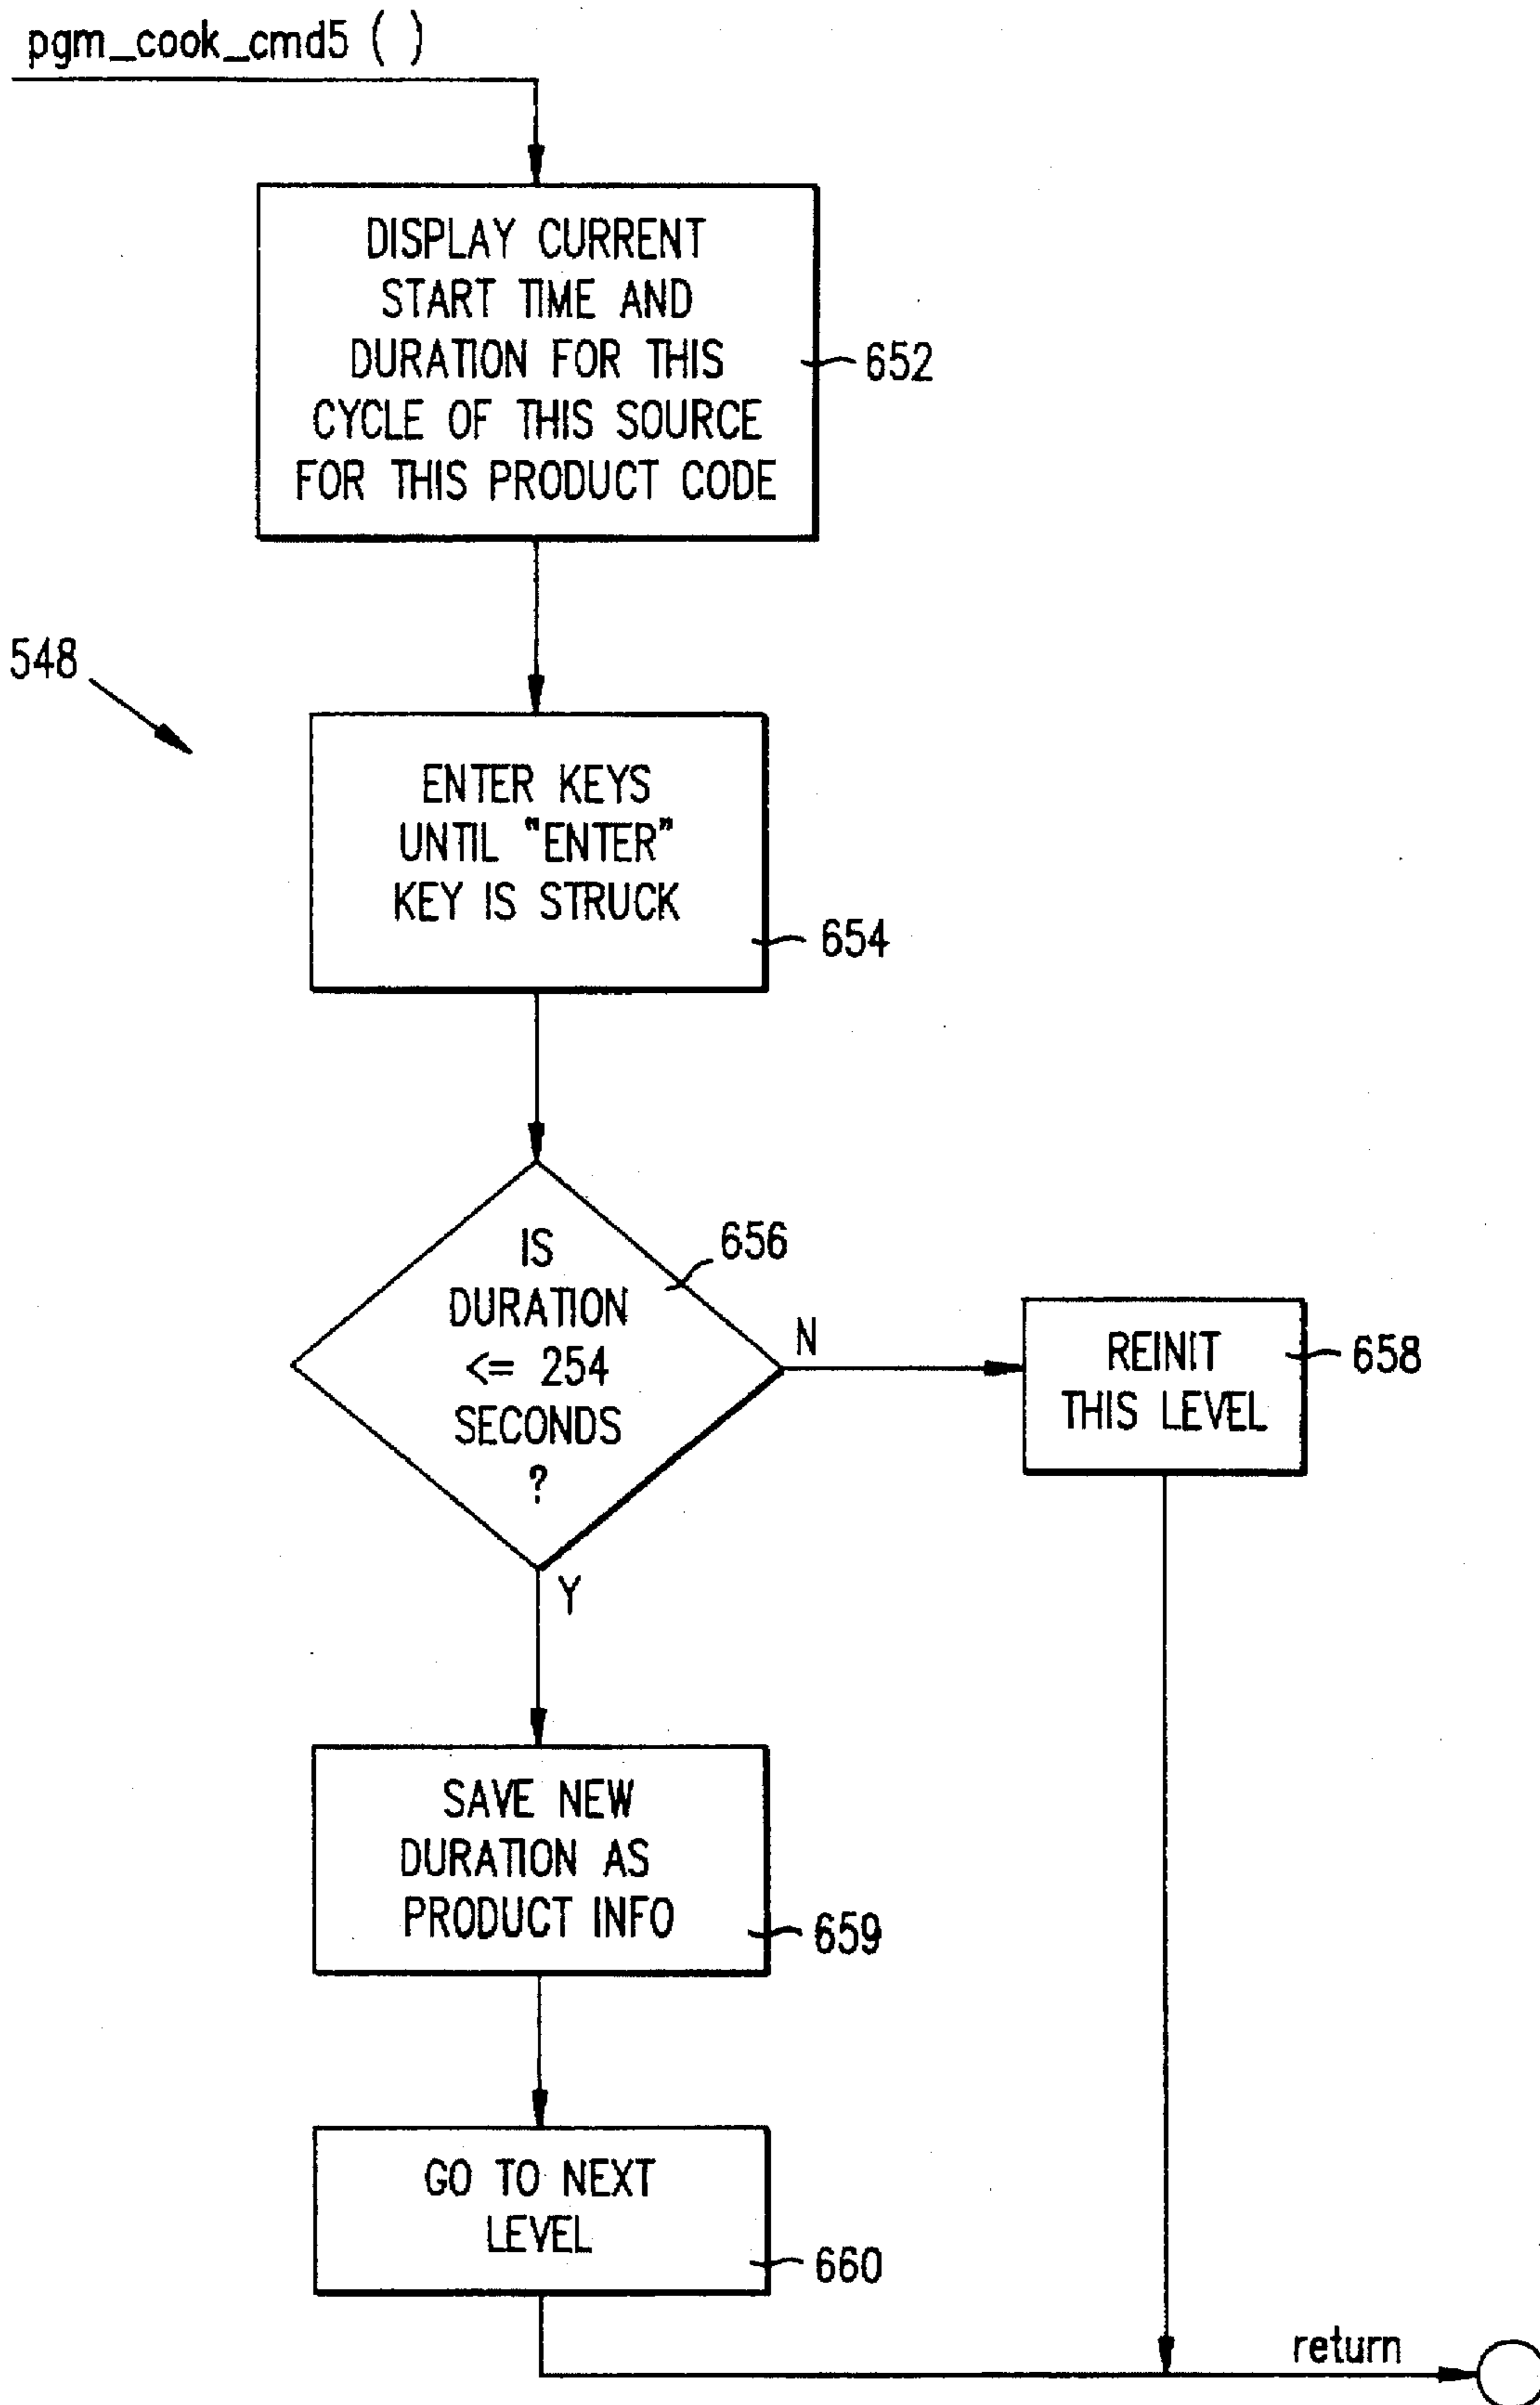 pgm_cook_cmd5 ( )
DISPLAY CURRENT
START TIME AND
DURATION FOR THIS
CYCLE OF THIS SOURCE
FOR THIS PRODUCT CODE
652
548
ENTER KEYS
UNTIL "ENTER"
KEY IS STRUCK
654
IS
DURATION
<= 254
SECONDS
?
656
N
REINIT
THIS LEVEL
658
Y
SAVE NEW
DURATION AS
PRODUCT INFO
659
GO TO NEXT
LEVEL
660
return